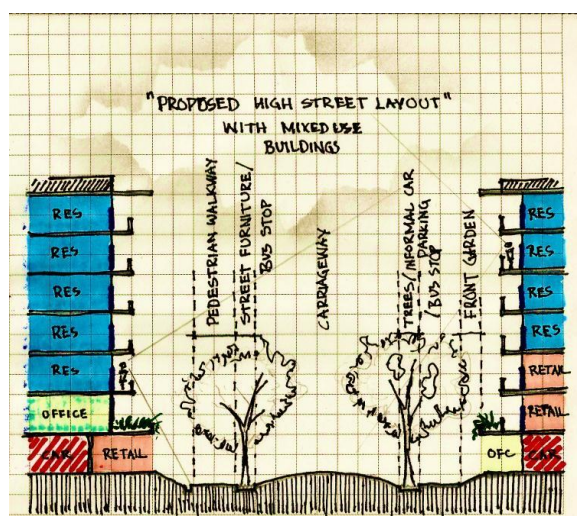 "PROPOSED HIGH STREET LAYOUT"
WITH MIXED USE
BUILDINGS
PEDESTRIAN WALKWAY
STREET FURNITURE/
BUS STOP
CARRIAGEWAY
TREES/INFORMAL CAR
PARKING
/BUS STOP
FRONT GARDEN
RES
RES
RES
RES
RES
OFFICE
CAR
RETAIL
RES
RES
RES
RES
RETAIL
RETAIL
OFC
CAR